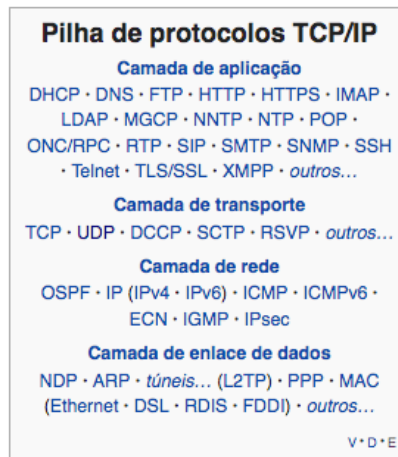 Pilha de protocolos TCP/IP
Camada de aplicação
DHCP · DNS · FTP · HTTP · HTTPS · IMAP ·
LDAP · MGCP · NNTP · NTP · POP ·
ONC/RPC · RTP · SIP · SMTP · SNMP · SSH
· Telnet · TLS/SSL · XMPP · outros…
Camada de transporte
TCP · UDP · DCCP · SCTP · RSVP · outros…
Camada de rede
OSPF · IP (IPv4 · IPv6) · ICMP · ICMPv6 ·
ECN · IGMP · IPsec
Camada de enlace de dados
NDP · ARP · túneis… (L2TP) · PPP · MAC
(Ethernet · DSL · RDIS · FDDI) · outros…
V · D · E